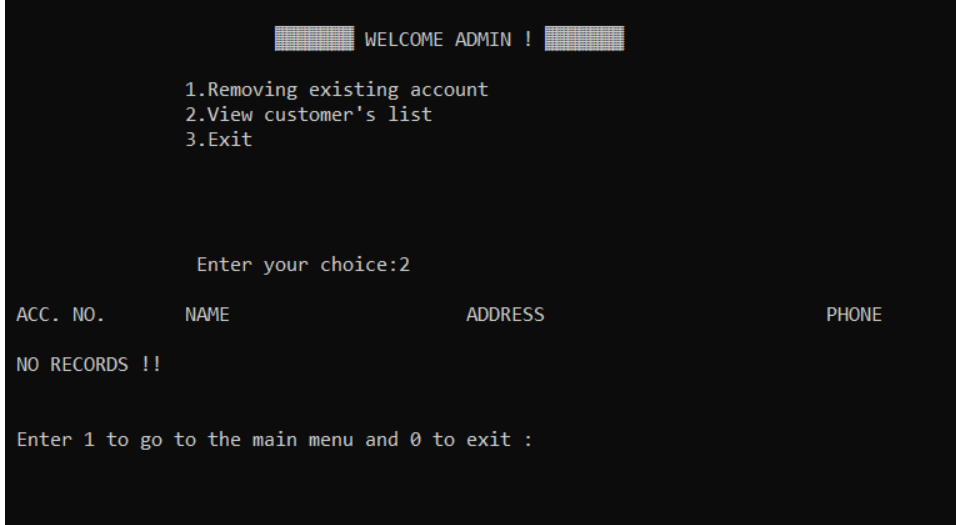 WELCOME ADMIN !
1.Removing existing account
2.View customer's list
3.Exit
Enter your choice:2
ACC. NO. NAME ADDRESS PHONE
NO RECORDS !!
Enter 1 to go to the main menu and 0 to exit :